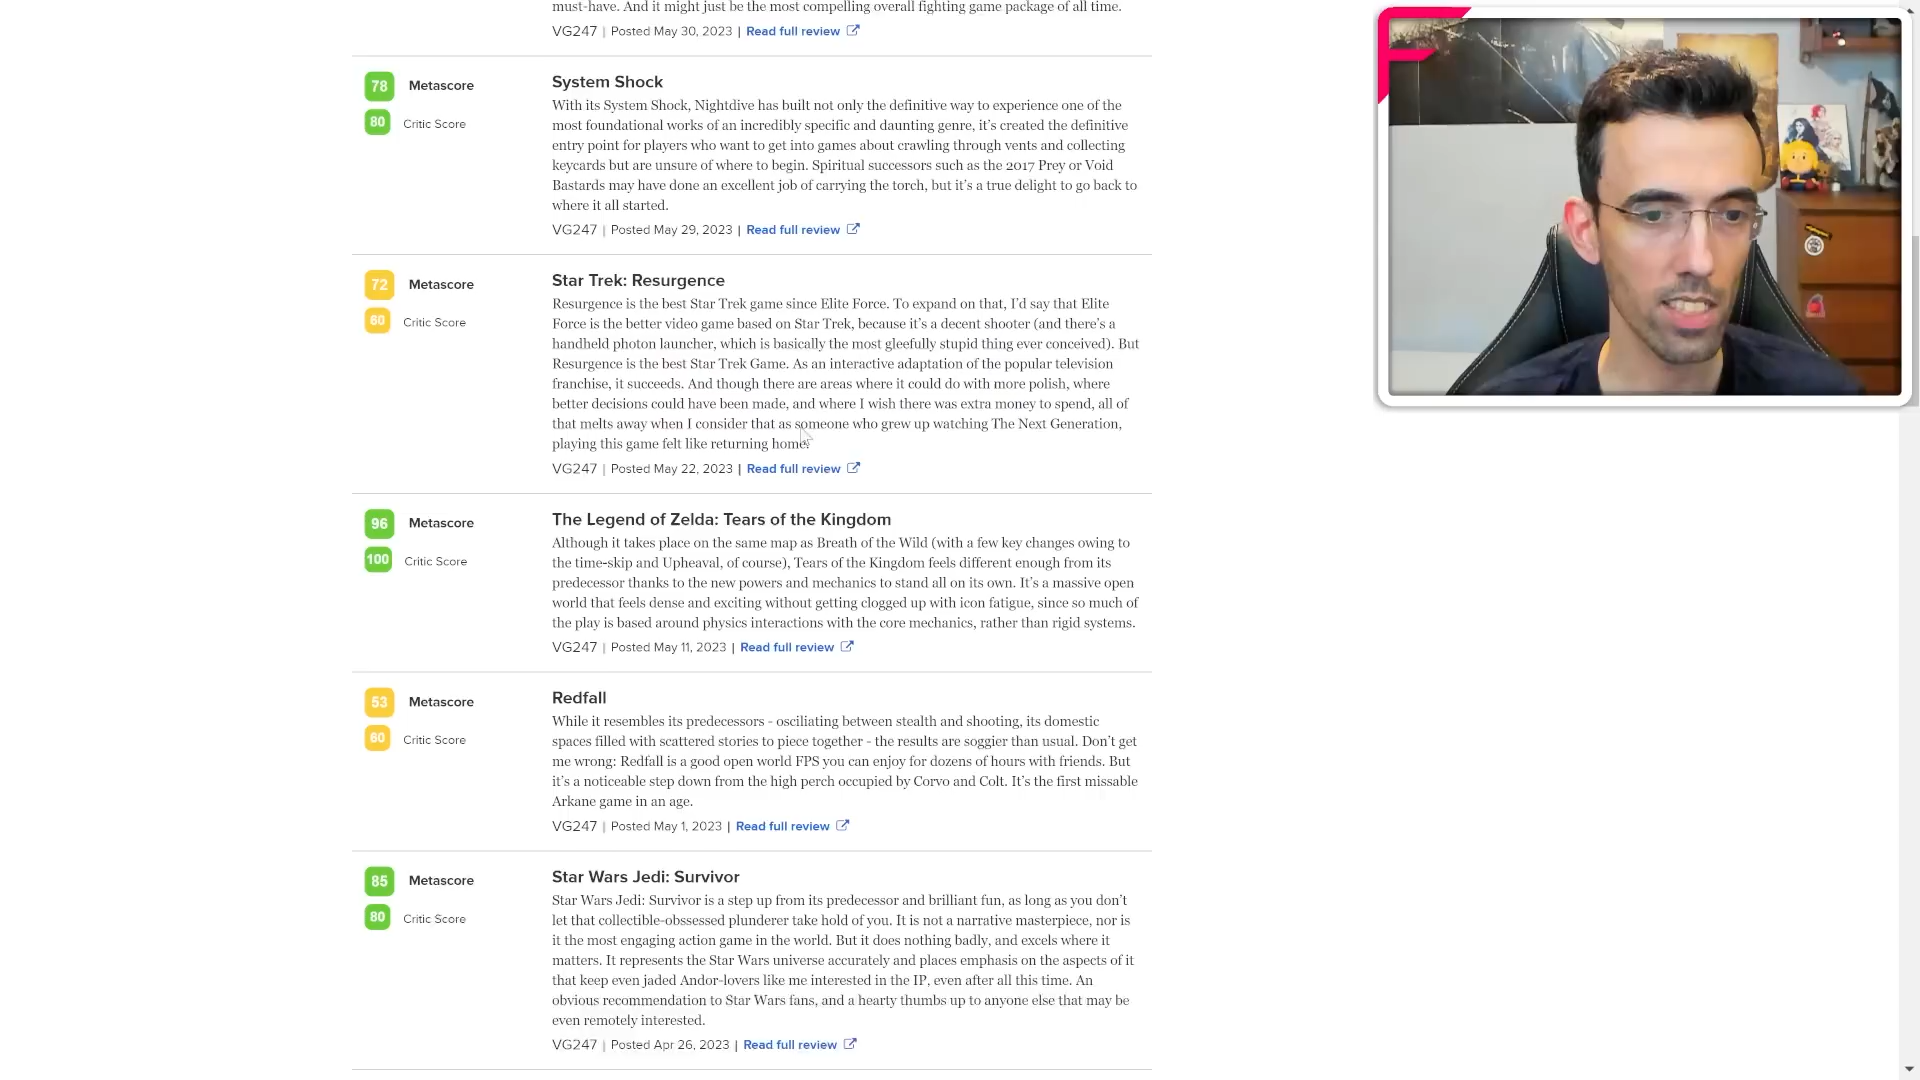 must-have. And it might just be the most compelling overall fighting game package of all time.
VG247 | Posted May 30, 2023 | Read full review
78 Metascore
80 Critic Score
System Shock
With its System Shock, Nightdive has built not only the definitive way to experience one of the
most foundational works of an incredibly specific and daunting genre, it's created the definitive
entry point for players who want to get into games about crawling through vents and collecting
keycards but are unsure of where to begin. Spiritual successors such as the 2017 Prey or Void
Bastards may have done an excellent job of carrying the torch, but it's a true delight to go back to
where it all started.
VG247 | Posted May 29, 2023 | Read full review
72 Metascore
60 Critic Score
Star Trek: Resurgence
Resurgence is the best Star Trek game since Elite Force. To expand on that, I'd say that Elite
Force is the better video game based on Star Trek, because it's a decent shooter (and there's a
handheld photon launcher, which is basically the most gleefully stupid thing ever conceived). But
Resurgence is the best Star Trek Game. As an interactive adaptation of the popular television
franchise, it succeeds. And though there are areas where it could do with more polish, where
better decisions could have been made, and where I wish there was extra money to spend, all of
that melts away when I consider that as someone who grew up watching The Next Generation,
playing this game felt like returning home.
VG247 | Posted May 22, 2023 | Read full review
96 Metascore
100 Critic Score
The Legend of Zelda: Tears of the Kingdom
Although it takes place on the same map as Breath of the Wild (with a few key changes owing to
the time-skip and Upheaval, of course), Tears of the Kingdom feels different enough from its
predecessor thanks to the new powers and mechanics to stand all on its own. It's a massive open
world that feels dense and exciting without getting clogged up with icon fatigue, since so much of
the play is based around physics interactions with the core mechanics, rather than rigid systems.
VG247 | Posted May 11, 2023 | Read full review
53 Metascore
60 Critic Score
Redfall
While it resembles its predecessors - osciliating between stealth and shooting, its domestic
spaces filled with scattered stories to piece together - the results are soggier than usual. Don't get
me wrong: Redfall is a good open world FPS you can enjoy for dozens of hours with friends. But
it's a noticeable step down from the high perch occupied by Corvo and Colt. It's the first missable
Arkane game in an age.
VG247 | Posted May 1, 2023 | Read full review
85 Metascore
80 Critic Score
Star Wars Jedi: Survivor
Star Wars Jedi: Survivor is a step up from its predecessor and brilliant fun, as long as you don't
let that collectible-obssessed plunderer take hold of you. It is not a narrative masterpiece, nor is
it the most engaging action game in the world. But it does nothing badly, and excels where it
matters. It represents the Star Wars universe accurately and places emphasis on the aspects of it
that keep even jaded Andor-lovers like me interested in the IP, even after all this time. An
obvious recommendation to Star Wars fans, and a hearty thumbs up to anyone else that may be
even remotely interested.
VG247 | Posted Apr 26, 2023 | Read full review